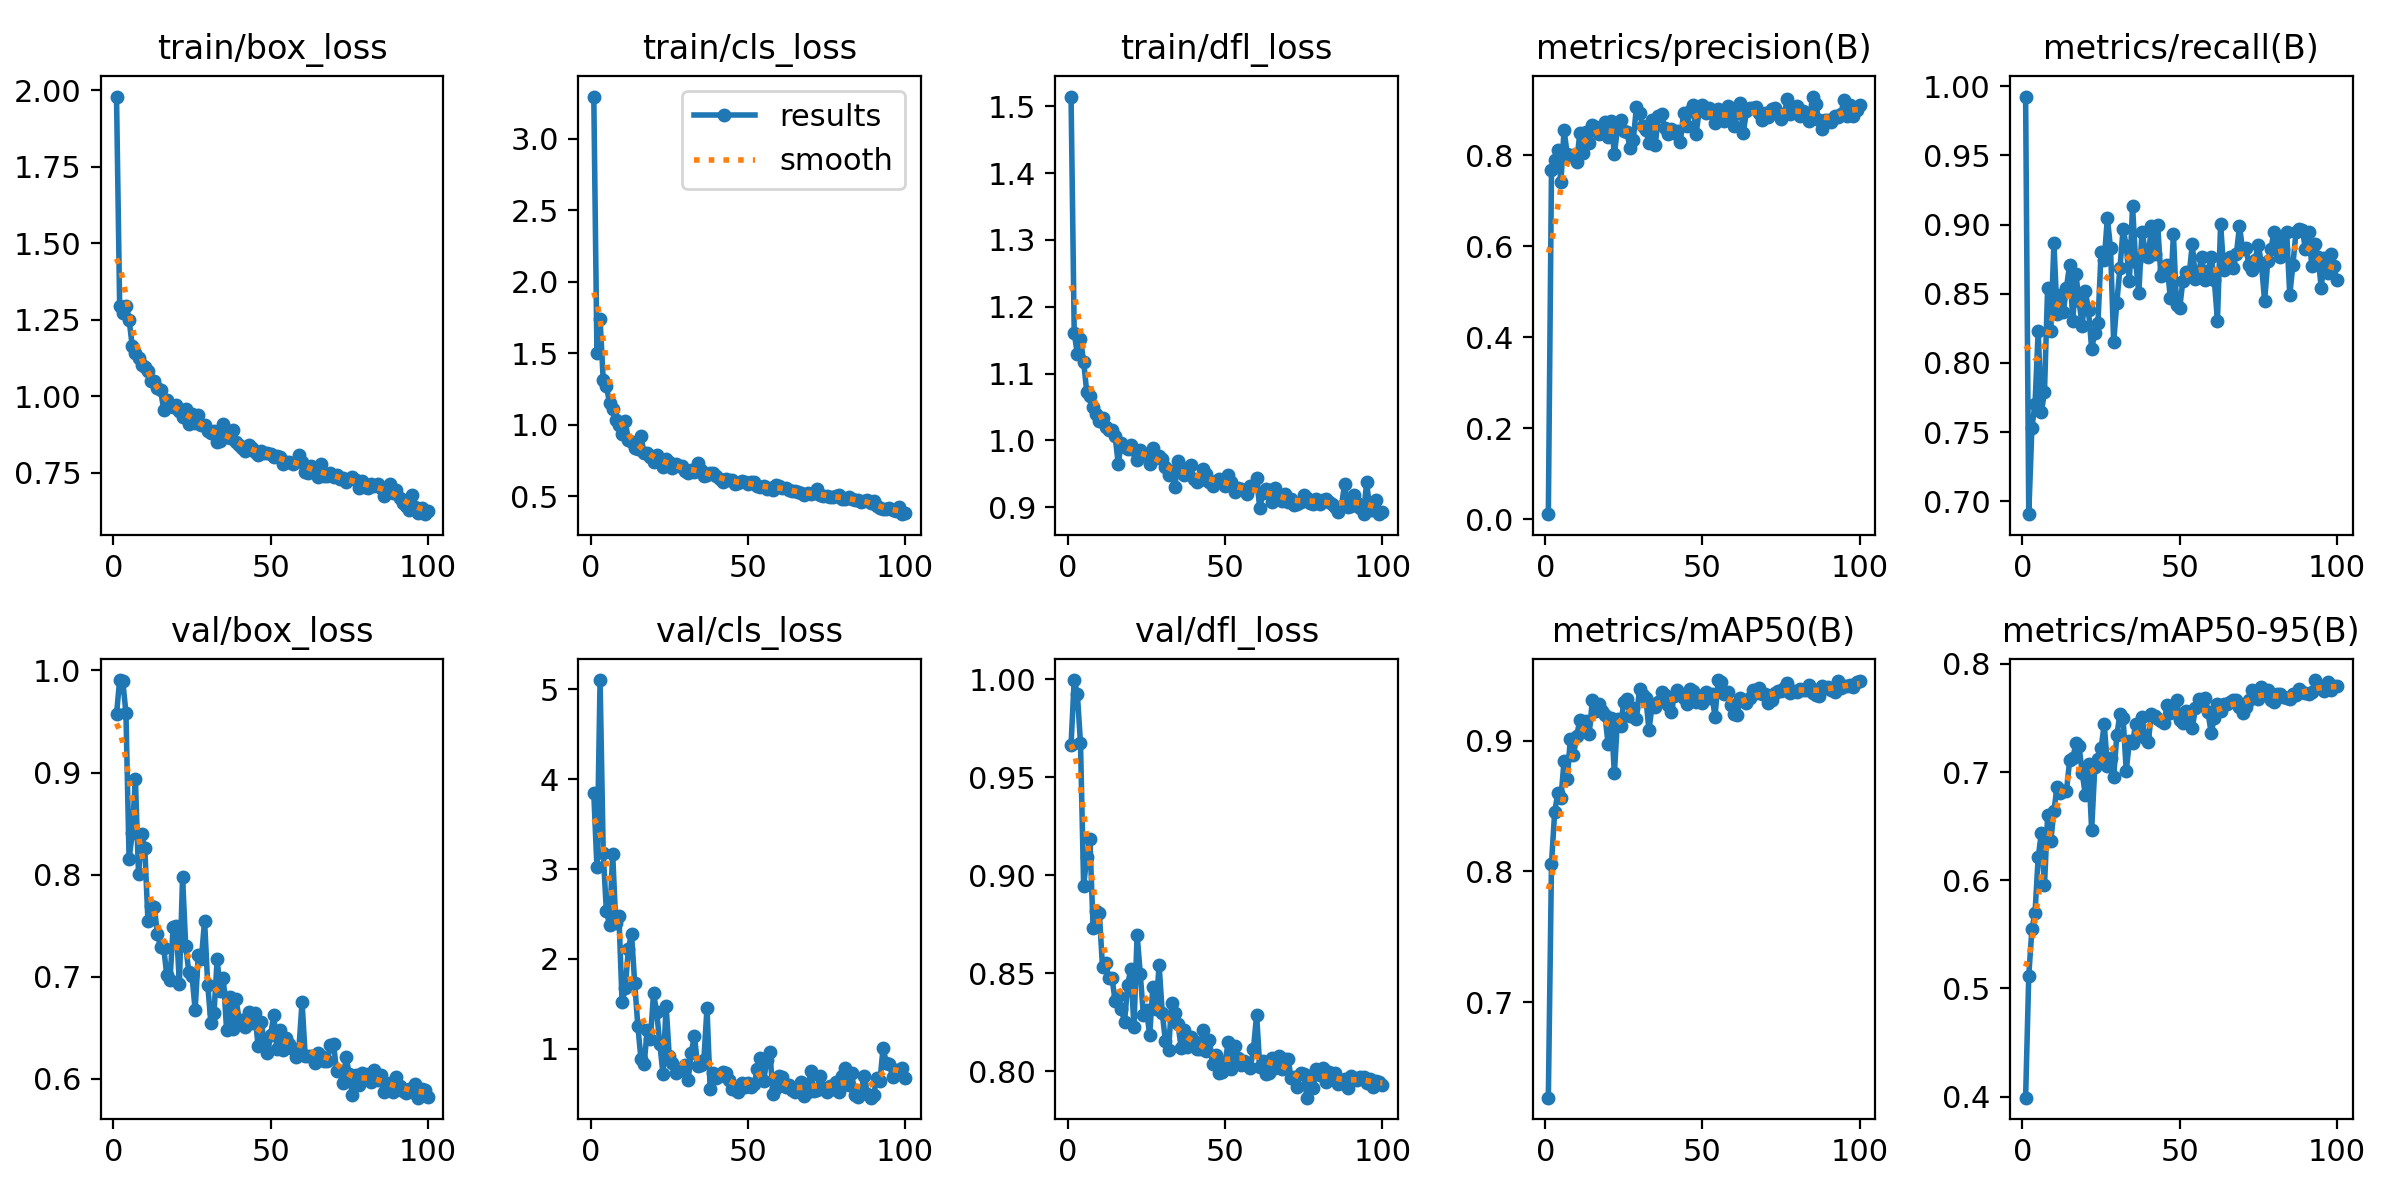 train/box_loss
2.00
1.75
1.50
1.25
1.00
0.75
0 50 100
train/cls_loss
results
smooth
3.0
2.5
2.0
1.5
1.0
0.5
0 50 100
train/dfl_loss
1.5
1.4
1.3
1.2
1.1
1.0
0.9
0 50 100
metrics/precision(B)
0.8
0.6
0.4
0.2
0.0
0 50 100
metrics/recall(B)
1.00
0.95
0.90
0.85
0.80
0.75
0.70
0 50 100
val/box_loss
1.0
0.9
0.8
0.7
0.6
0 50 100
val/cls_loss
5
4
3
2
1
0 50 100
val/dfl_loss
1.00
0.95
0.90
0.85
0.80
0 50 100
metrics/mAP50(B)
0.9
0.8
0.7
0 50 100
metrics/mAP50-95(B)
0.8
0.7
0.6
0.5
0.4
0 50 100